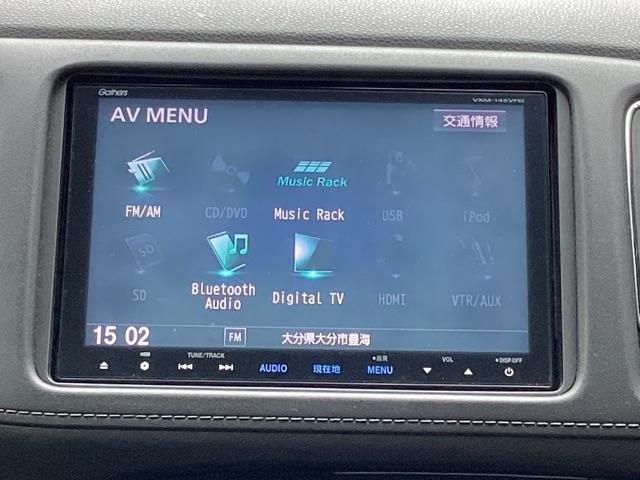 Gathers VXM-145VFEi
AV MENU 交通情報
Music Rack
FM/AM CD/DVD Music Rack USB iPod
SD
SD Bluetooth Audio Digital TV HDMI VTR/AUX
15 02 FM 大分県大分市豊海
TUNE/TRACK 画質 VOL DISP.OFF
AUDIO 現在地 MENU